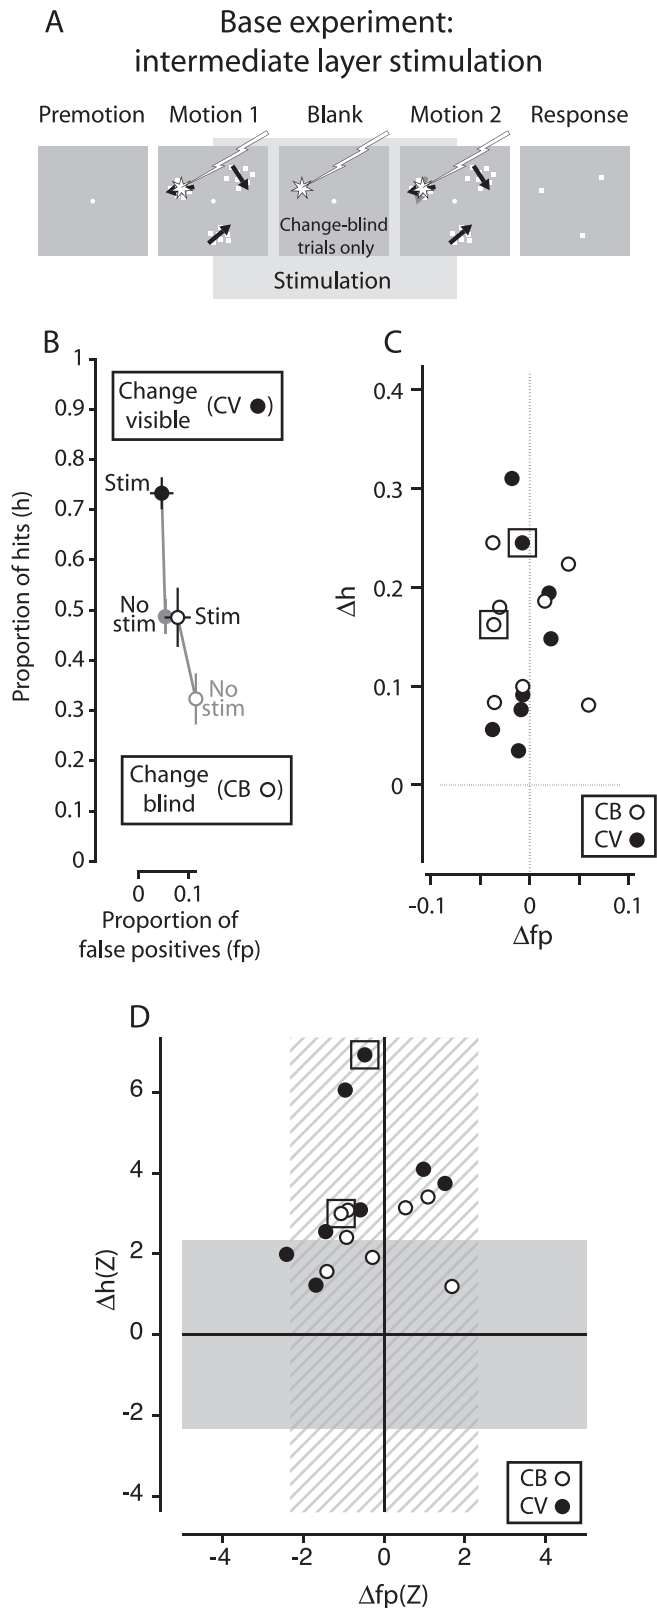 A
Base experiment:
intermediate layer stimulation
Premotion Motion 1 Blank Motion 2 Response
Change-blind
trials only
Stimulation
B
Proportion of hits (h)
1
0.9
0.8
0.7
0.6
0.5
0.4
0.3
0.2
0.1
0
Change
visible
(CV ●)
Stim
No
stim
Stim
No
stim
Change
blind
(CB ○)
0 0.1
Proportion of
false positives (fp)
C
Δh
0.4
0.3
0.2
0.1
0
CB ○
CV ●
-0.1 0 0.1
Δfp
D
Δh(Z)
6
4
2
0
-2
-4
CB ○
CV ●
-4 -2 0 2 4
Δfp(Z)